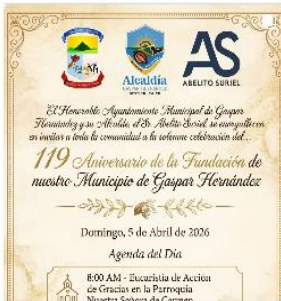 Alcaldía
GASPAR HERNÁNDEZ
AS
ABELITO SURIEL
El Honorable Ayuntamiento Municipal de Gaspar
Hernández y su Alcalde, el Sr. Abelito Suriel, se enorgullecen
en invitar a toda la comunidad a la solemne celebración del...
119 Aniversario de la Fundación de
nuestro Municipio de Gaspar Hernández
Domingo, 5 de Abril de 2026
Agenda del Día
8:00 AM - Eucaristía de Acción
de Gracias en la Parroquia
Nuestra Señora de Carmen